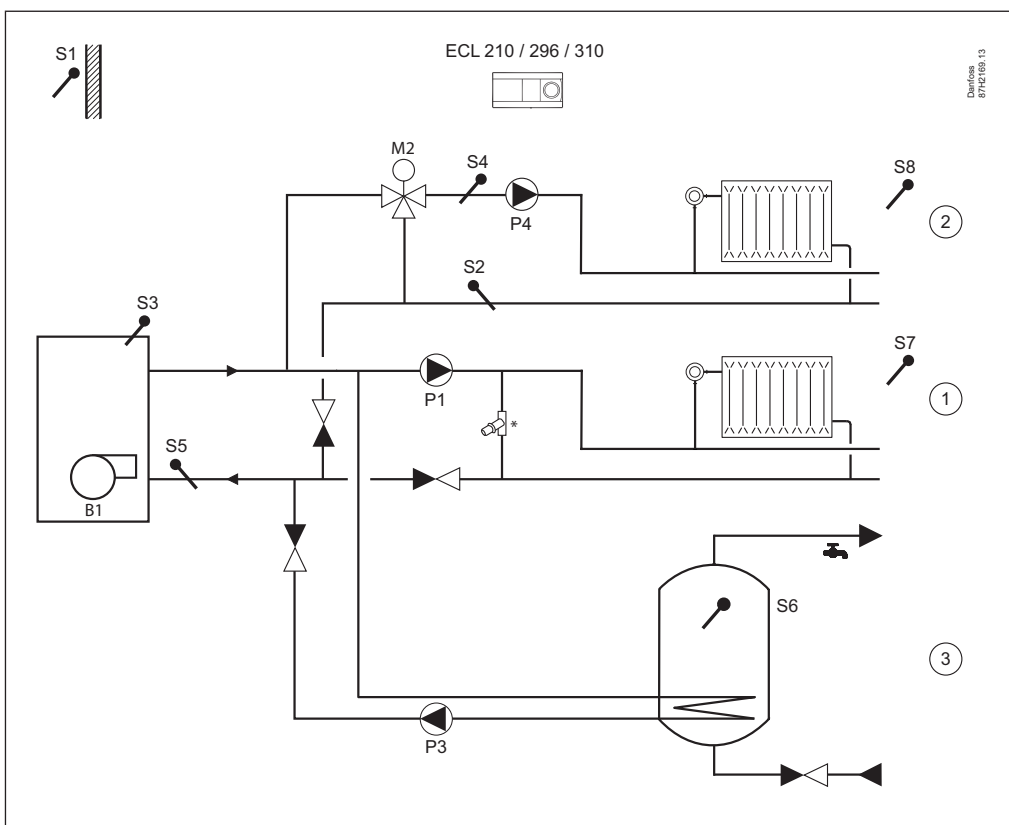 S1
ECL 210 / 296 / 310
Danfoss
87H2169.13
M2
S4
S8
P4
2
S2
S3
S7
P1
*
1
S5
B1
S6
3
P3